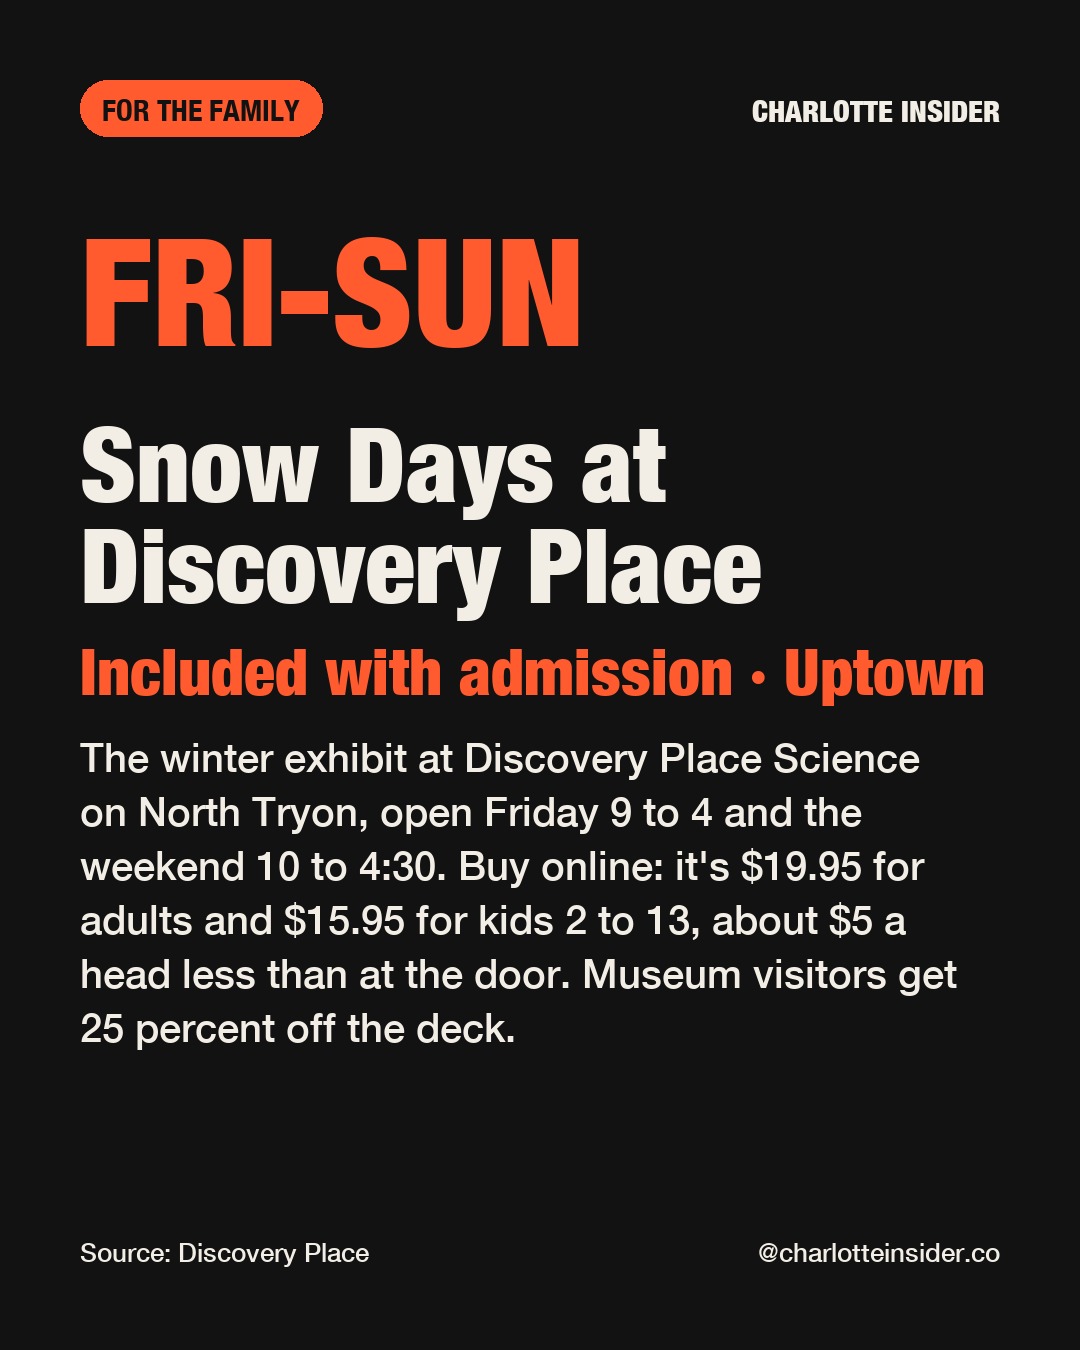 FOR THE FAMILY
CHARLOTTE INSIDER
FRI-SUN
Snow Days at
Discovery Place
Included with admission · Uptown
The winter exhibit at Discovery Place Science
on North Tryon, open Friday 9 to 4 and the
weekend 10 to 4:30. Buy online: it's $19.95 for
adults and $15.95 for kids 2 to 13, about $5 a
head less than at the door. Museum visitors get
25 percent off the deck.
Source: Discovery Place
@charlotteinsider.co